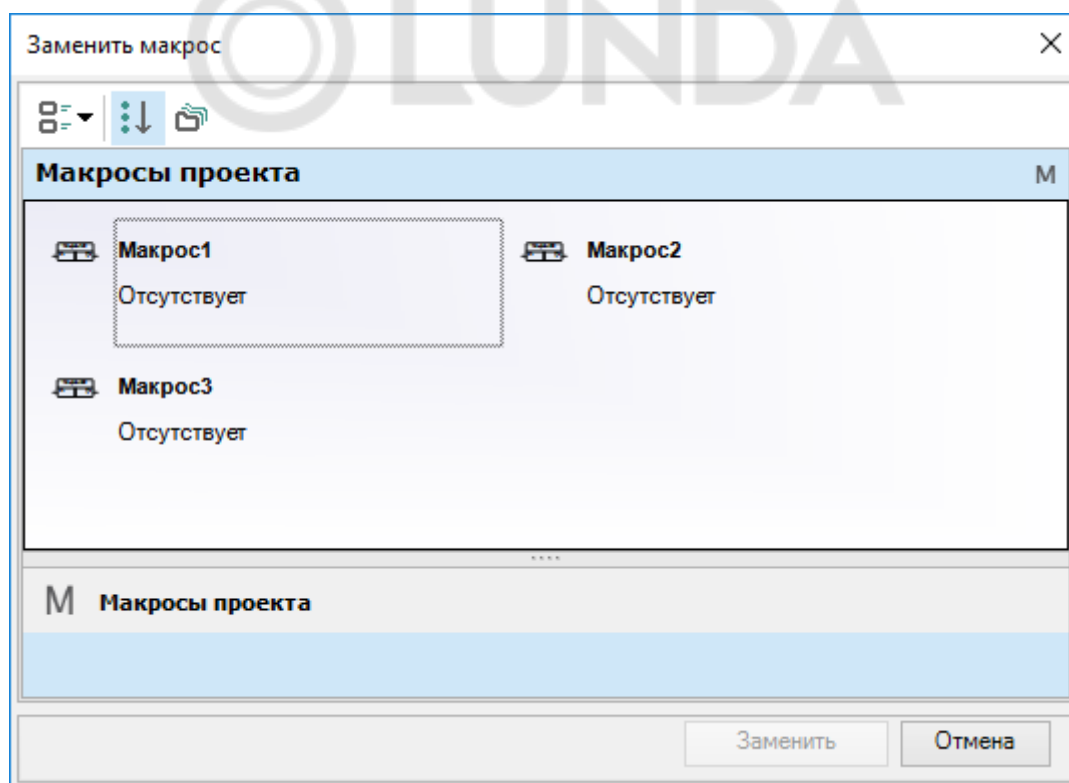 LUNDA
Заменить макрос
Макросы проекта M
Макрос1
Отсутствует
Макрос2
Отсутствует
Макрос3
Отсутствует
M Макросы проекта
Заменить Отмена